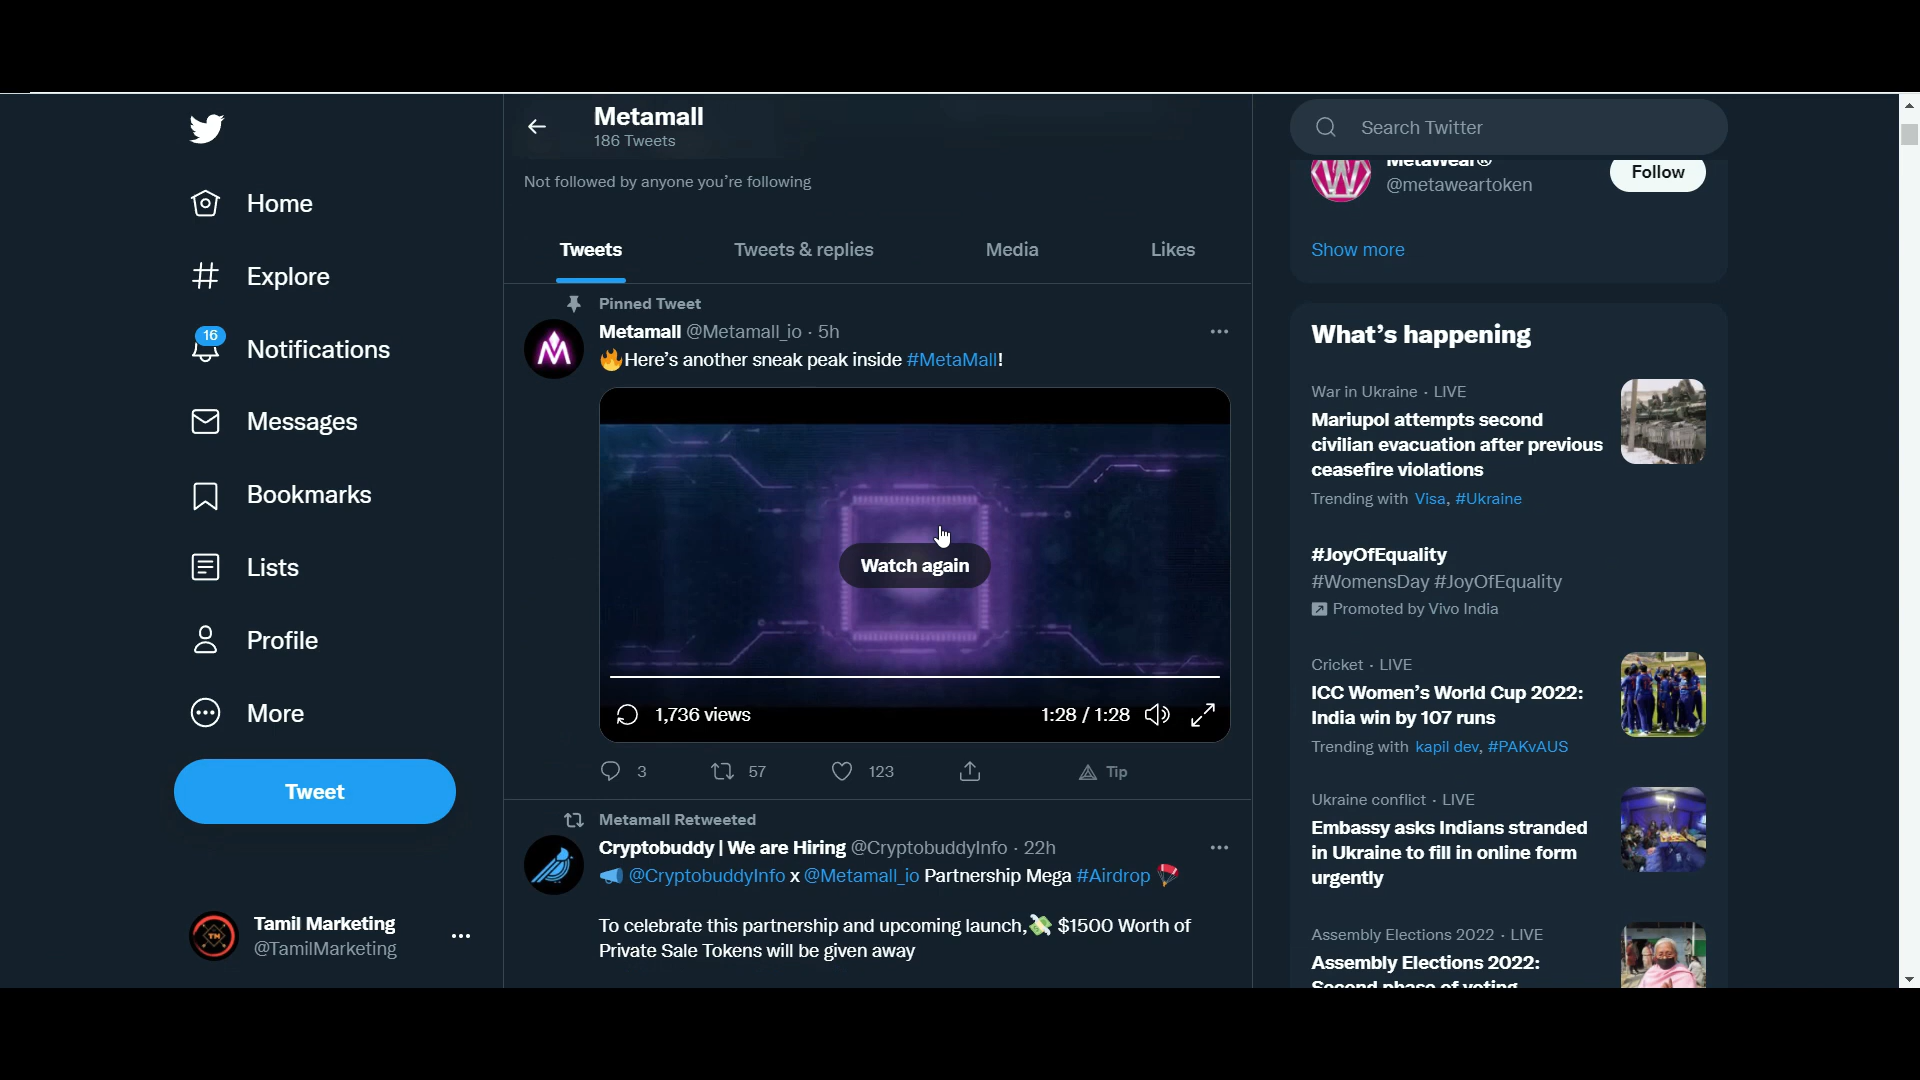 Home
Explore
16
Notifications
Messages
Bookmarks
Lists
Profile
More
Tweet
Tamil Marketing
@TamilMarketing
Metamall
186 Tweets
Not followed by anyone you're following
Tweets Tweets & replies Media Likes
Pinned Tweet
Metamall @Metamall_io · 5h
🔥Here's another sneak peak inside #MetaMall!
Watch again
1,736 views 1:28 / 1:28
3 57 123 Tip
Metamall Retweeted
Cryptobuddy | We are Hiring @CryptobuddyInfo · 22h
📣 @CryptobuddyInfo x @Metamall_io Partnership Mega #Airdrop 🪂
To celebrate this partnership and upcoming launch,💸 $1500 Worth of
Private Sale Tokens will be given away
Search Twitter
MetaWear®
@metaweartoken
Follow
Show more
What's happening
War in Ukraine · LIVE
Mariupol attempts second
civilian evacuation after previous
ceasefire violations
Trending with Visa, #Ukraine
#JoyOfEquality
#WomensDay #JoyOfEquality
Promoted by Vivo India
Cricket · LIVE
ICC Women's World Cup 2022:
India win by 107 runs
Trending with kapil dev, #PAKvAUS
Ukraine conflict · LIVE
Embassy asks Indians stranded
in Ukraine to fill in online form
urgently
Assembly Elections 2022 · LIVE
Assembly Elections 2022:
Second phase of voting